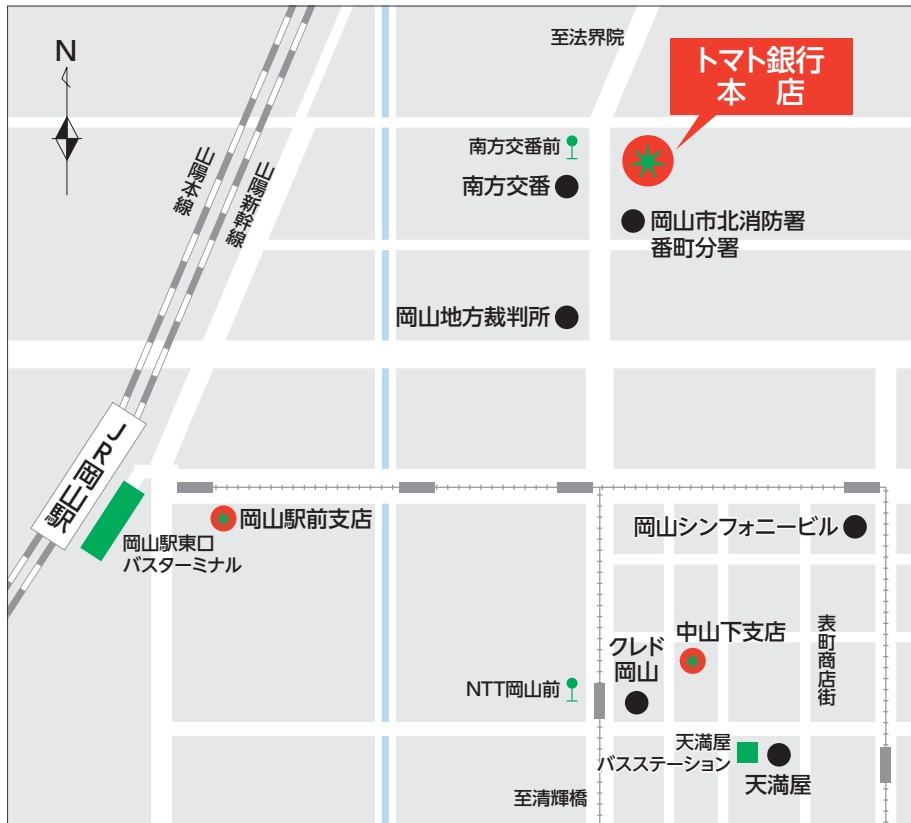 至法界院
N
トマト銀行
本　店
南方交番前
南方交番
山陽本線
山陽新幹線
岡山市北消防署
番町分署
岡山地方裁判所
JR岡山駅
岡山駅前支店
岡山シンフォニービル
岡山駅東口
バスターミナル
中山下支店
クレド
岡山
表町商店街
NTT岡山前
天満屋
バスステーション
天満屋
至清輝橋